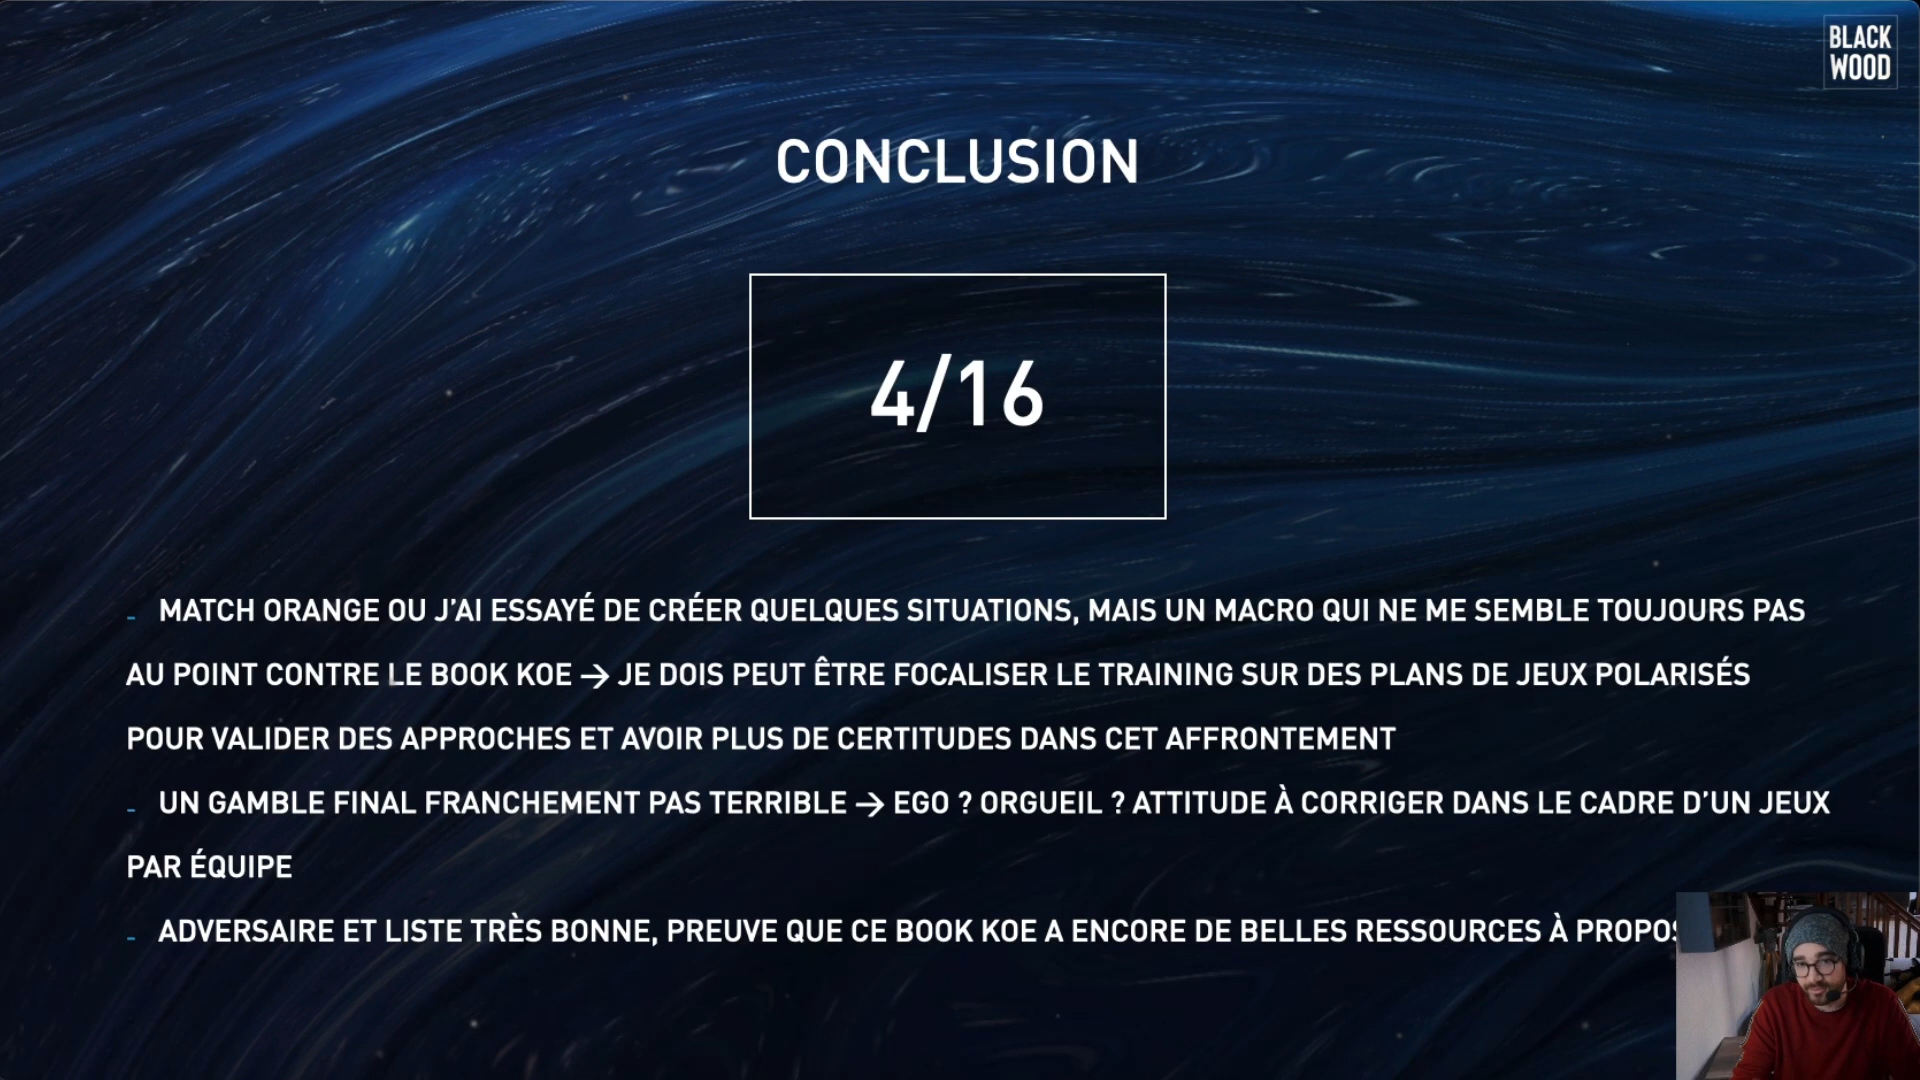 BLACK
WOOD
CONCLUSION
4/16
- MATCH ORANGE OU J'AI ESSAYÉ DE CRÉER QUELQUES SITUATIONS, MAIS UN MACRO QUI NE ME SEMBLE TOUJOURS PAS
AU POINT CONTRE LE BOOK KOE → JE DOIS PEUT ÊTRE FOCALISER LE TRAINING SUR DES PLANS DE JEUX POLARISÉS
POUR VALIDER DES APPROCHES ET AVOIR PLUS DE CERTITUDES DANS CET AFFRONTEMENT
- UN GAMBLE FINAL FRANCHEMENT PAS TERRIBLE → EGO ? ORGUEIL ? ATTITUDE À CORRIGER DANS LE CADRE D'UN JEUX
PAR ÉQUIPE
- ADVERSAIRE ET LISTE TRÈS BONNE, PREUVE QUE CE BOOK KOE A ENCORE DE BELLES RESSOURCES À